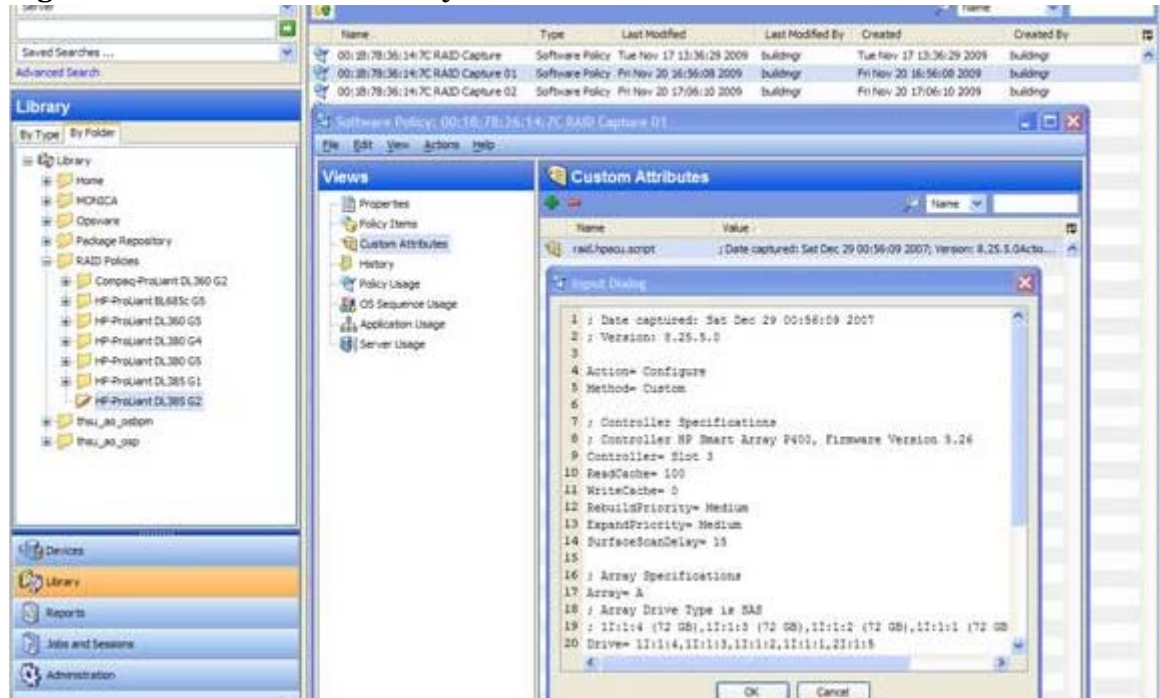 Server
Name
Saved Searches ...
Advanced Search
Library
By Type By Folder
Library
Home
MONICA
Opsware
Package Repository
RAID Policies
Compaq-ProLiant DL360 G2
HP-ProLiant BL685c G5
HP-ProLiant DL360 G5
HP-ProLiant DL380 G4
HP-ProLiant DL380 G5
HP-ProLiant DL385 G1
HP-ProLiant DL385 G2
Devices
Library
Reports
Jobs and Sessions
Administration
Name Type Last Modified Last Modified By Created Created By
00:1B:78:36:14:7C RAID Capture Software Policy Tue Nov 17 13:36:29 2009 buildmgr Tue Nov 17 13:36:29 2009 buildmgr
00:1B:78:36:14:7C RAID Capture 01 Software Policy Fri Nov 20 16:56:08 2009 buildmgr Fri Nov 20 16:56:08 2009 buildmgr
00:1B:78:36:14:7C RAID Capture 02 Software Policy Fri Nov 20 17:06:10 2009 buildmgr Fri Nov 20 17:06:10 2009 buildmgr
Software Policy: 00:1B:78:36:14:7C RAID Capture 01
File Edit View Actions Help
Views
Properties
Policy Items
Custom Attributes
History
Policy Usage
OS Sequence Usage
Application Usage
Server Usage
Custom Attributes
Name
Name Value
raid.hpacu.script ; Date captured: Sat Dec 29 00:56:09 2007; Version: 8.25.5.0Actio...
Input Dialog
1 ; Date captured: Sat Dec 29 00:56:09 2007
2 ; Version: 8.25.5.0
3
4 Action= Configure
5 Method= Custom
6
7 ; Controller Specifications
8 ; Controller HP Smart Array P400, Firmware Version 5.26
9 Controller= Slot 3
10 ReadCache= 100
11 WriteCache= 0
12 RebuildPriority= Medium
13 ExpandPriority= Medium
14 SurfaceScanDelay= 15
15
16 ; Array Specifications
17 Array= A
18 ; Array Drive Type is SAS
19 ; 1I:1:4 (72 GB),1I:1:3 (72 GB),1I:1:2 (72 GB),1I:1:1 (72 GB
20 Drive= 1I:1:4,1I:1:3,1I:1:2,1I:1:1,2I:1:5
OK Cancel